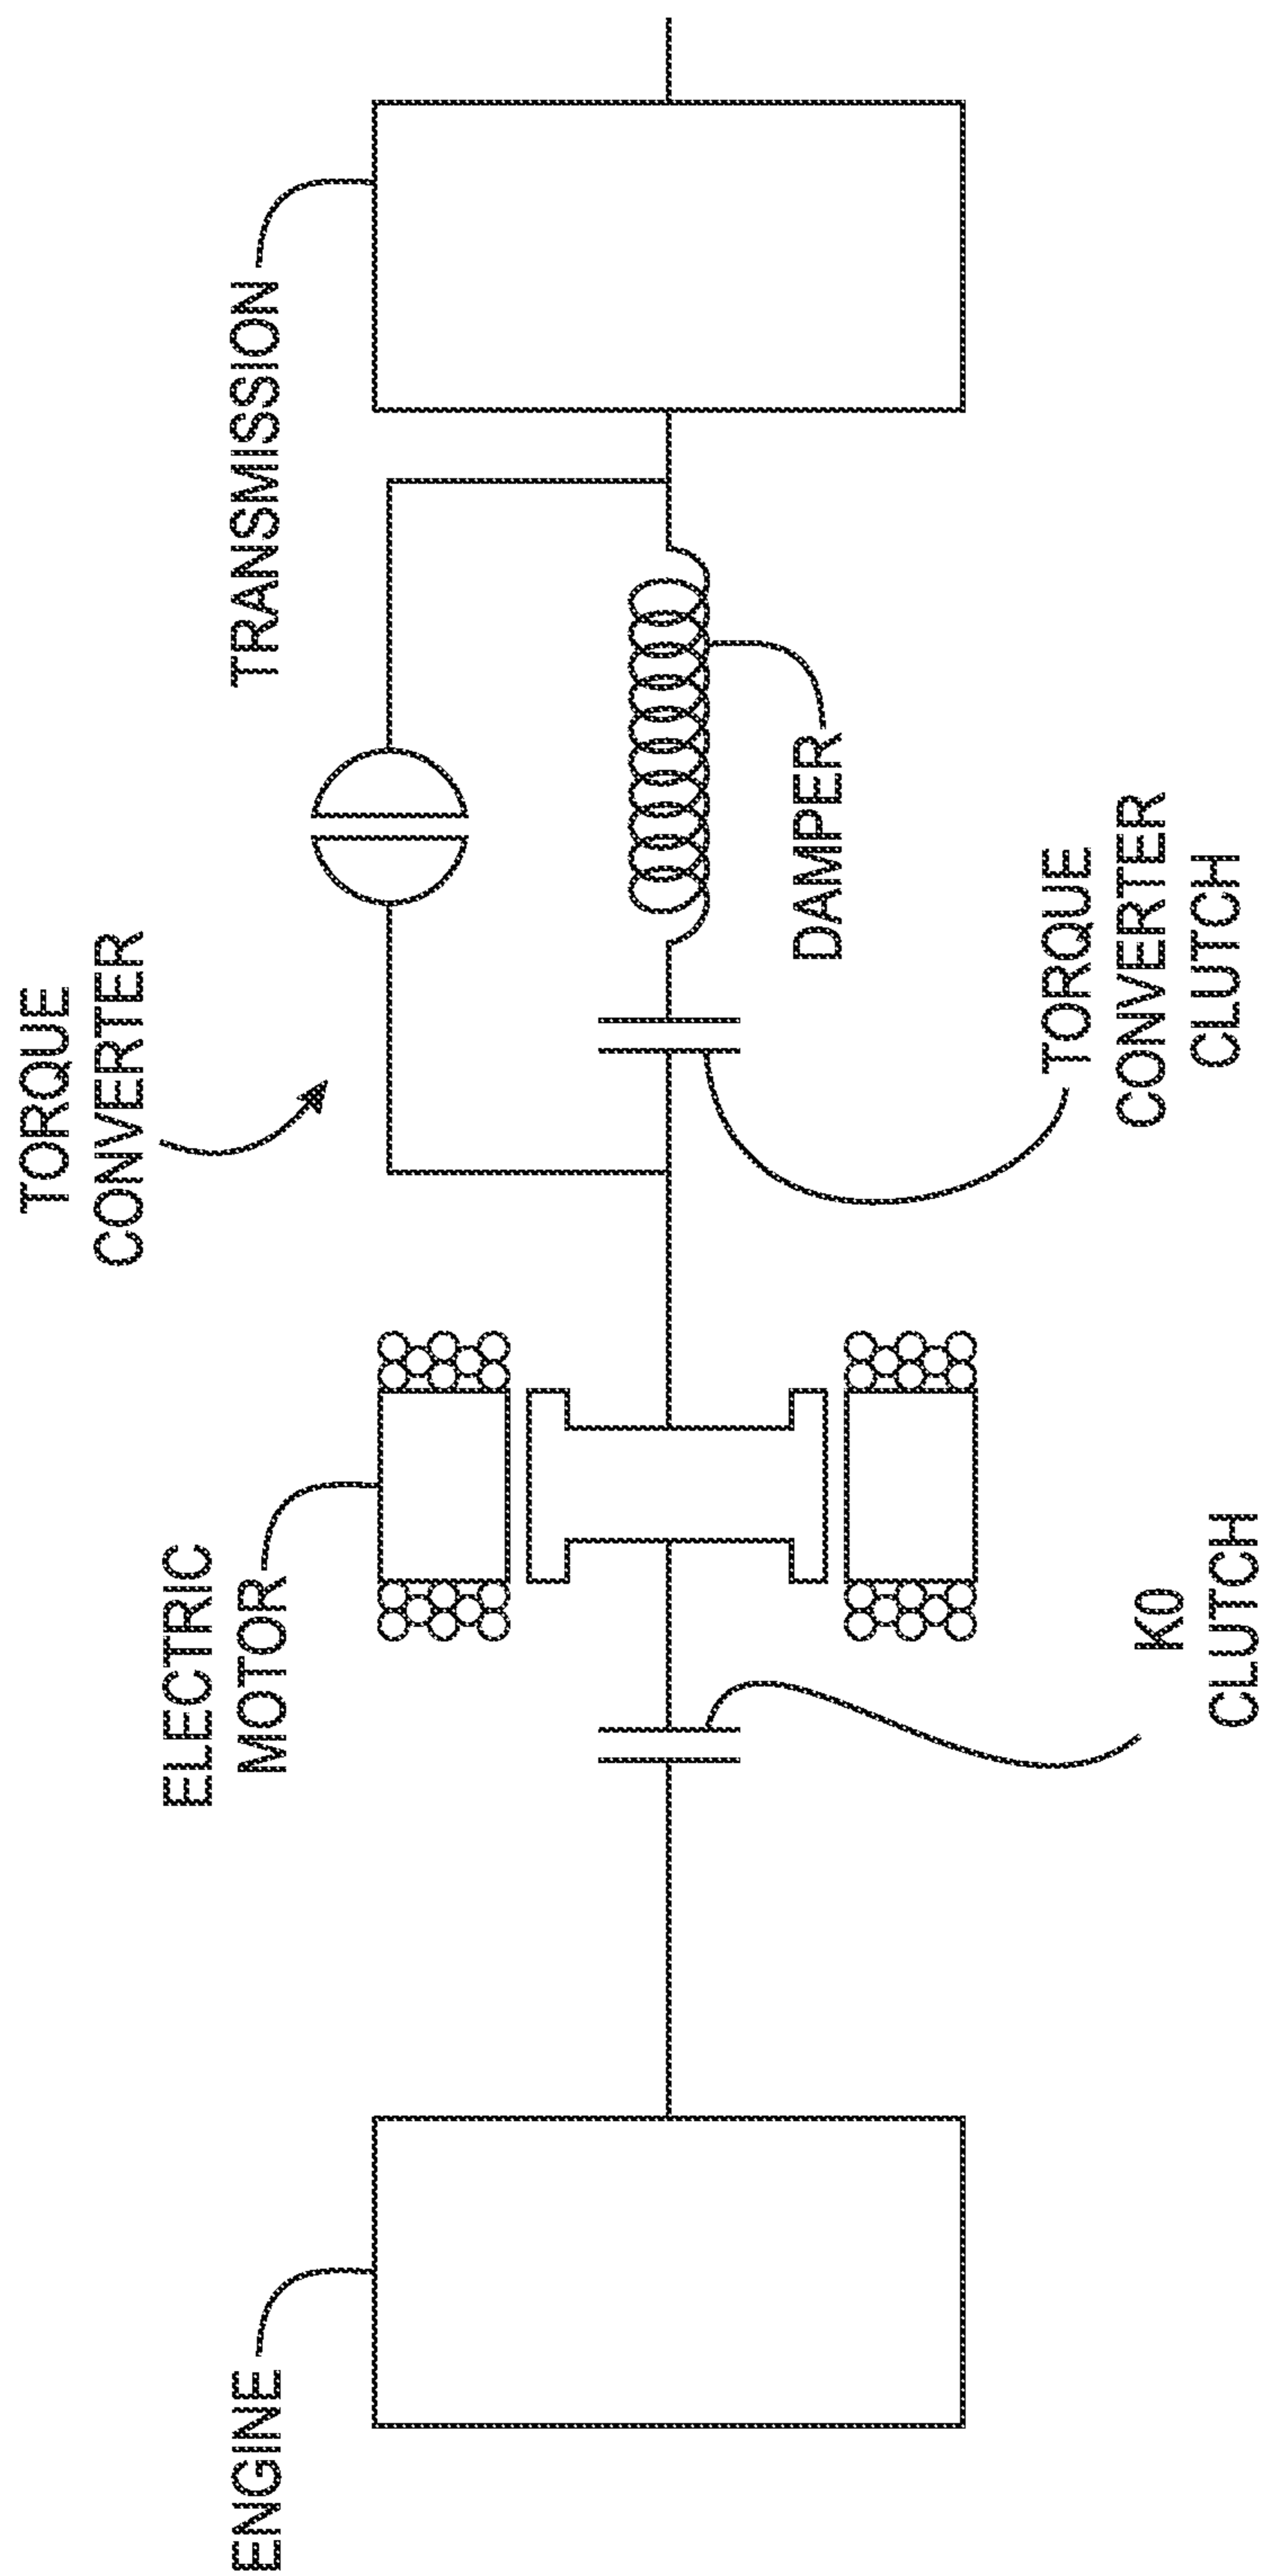 ENGINE
ELECTRIC
MOTOR
TORQUE
CONVERTER
TRANSMISSION
K0
CLUTCH
DAMPER
TORQUE
CONVERTER
CLUTCH